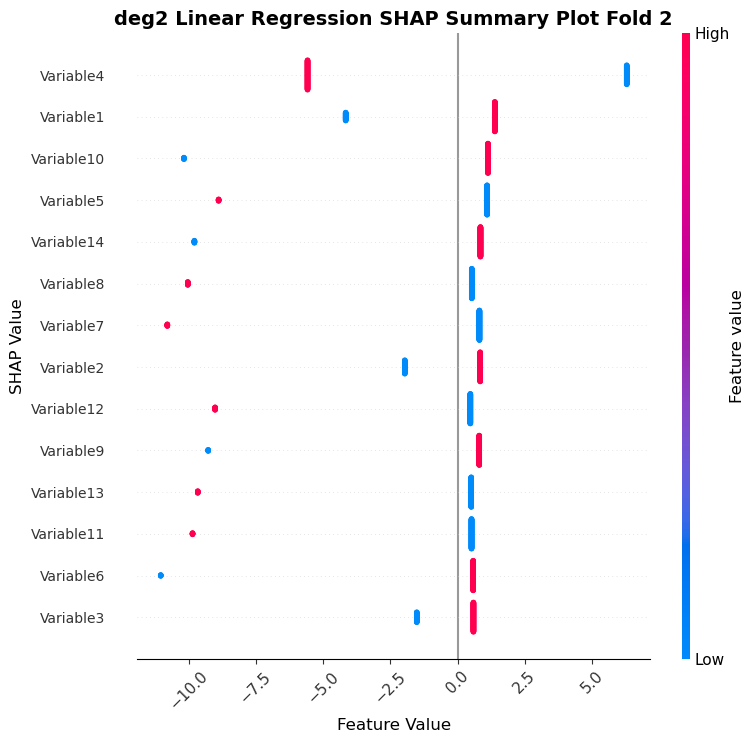 deg2 Linear Regression SHAP Summary Plot Fold 2
High
Variable4
Variable1
Variable10
Variable5
Variable14
Variable8
Variable7
Variable2
Variable12
Variable9
Variable13
Variable11
Variable6
Variable3
SHAP Value
Feature value
Low
−10.0 −7.5 −5.0 −2.5 0.0 2.5 5.0
Feature Value